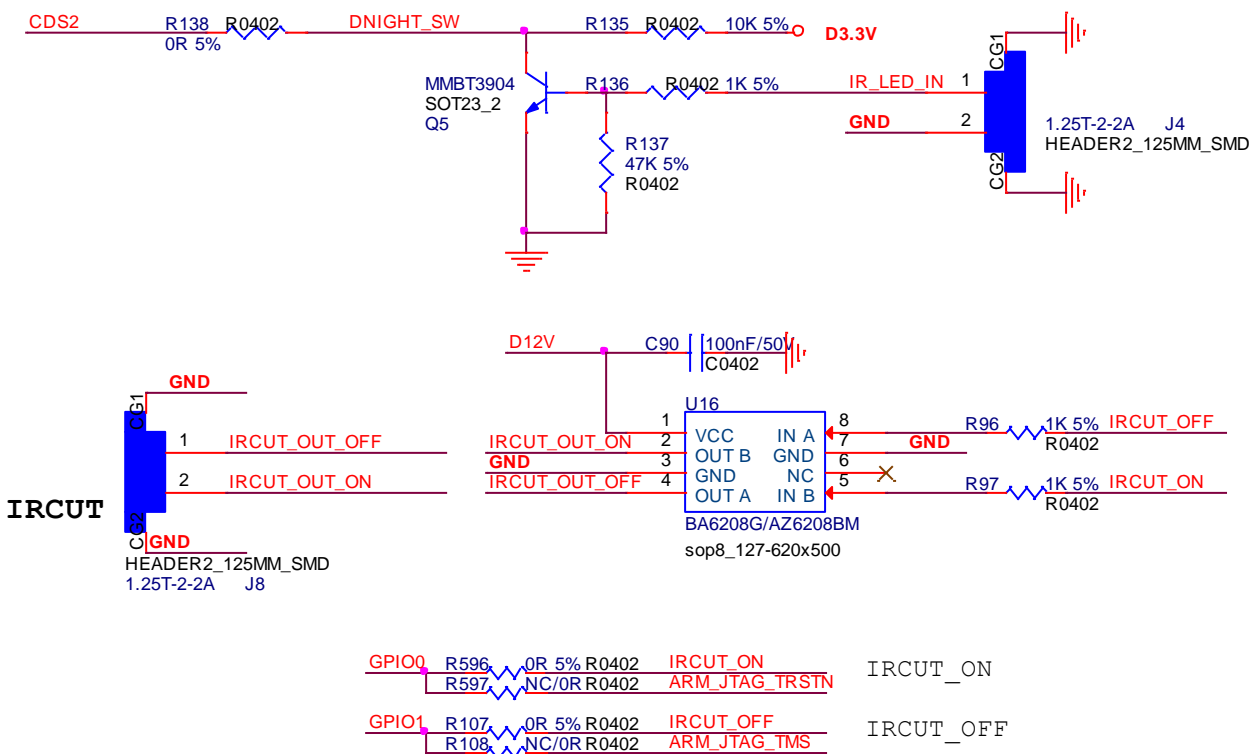 CDS2 R138 R0402 DNIGHT_SW R135 R0402 10K 5% D3.3V
0R 5%
MMBT3904
SOT23_2
Q5
R136 R0402 1K 5% IR_LED_IN 1
GND 2
CG1
CG2
1.25T-2-2A J4
HEADER2_125MM_SMD
R137
47K 5%
R0402
D12V C90 100nF/50V
C0402
GND
CG1
1 IRCUT_OUT_OFF
2 IRCUT_OUT_ON
IRCUT
CG2
GND
HEADER2_125MM_SMD
1.25T-2-2A J8
U16
1 VCC IN A 8 R96 1K 5% IRCUT_OFF
R0402
IRCUT_OUT_ON 2 OUT B GND 7 GND
GND 3 GND NC 6
IRCUT_OUT_OFF 4 OUT A IN B 5 R97 1K 5% IRCUT_ON
R0402
BA6208G/AZ6208BM
sop8_127-620x500
GPIO0 R596 0R 5% R0402 IRCUT_ON IRCUT_ON
R597 NC/0R R0402 ARM_JTAG_TRSTN
GPIO1 R107 0R 5% R0402 IRCUT_OFF IRCUT_OFF
R108 NC/0R R0402 ARM_JTAG_TMS